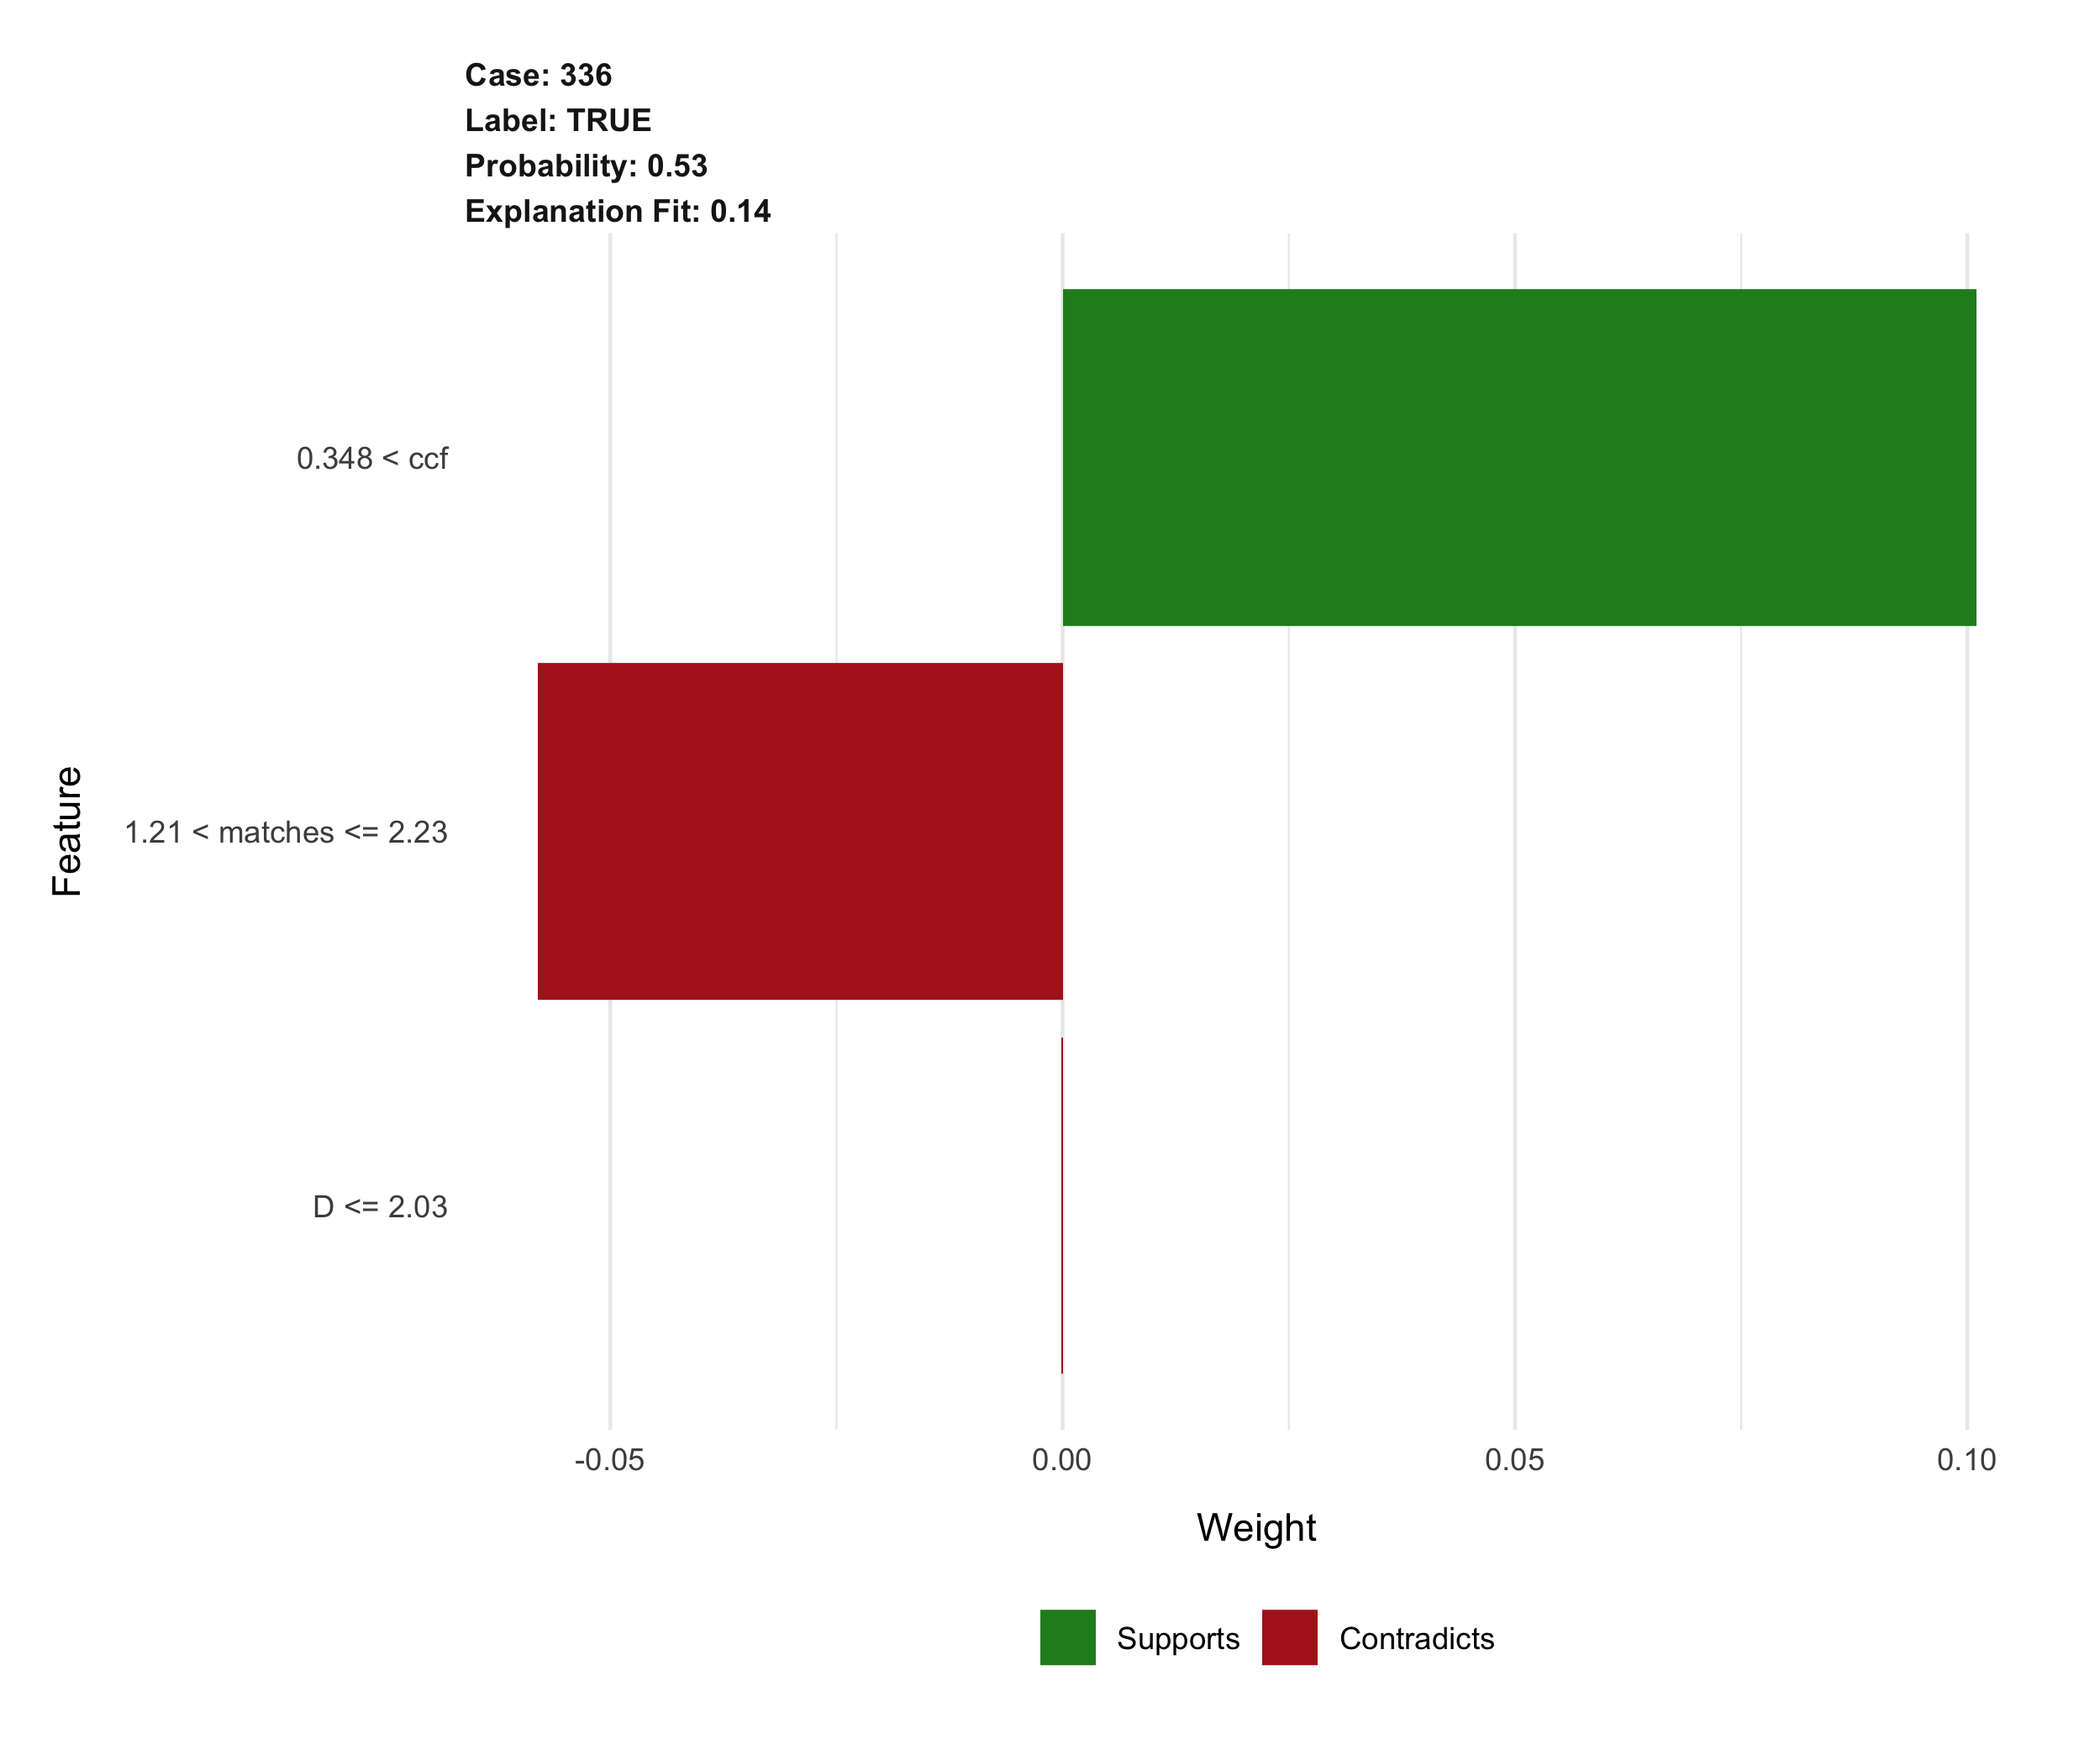 Case: 336
Label: TRUE
Probability: 0.53
Explanation Fit: 0.14
0.348 < ccf
1.21 < matches <= 2.23
D <= 2.03
Feature
-0.05 0.00 0.05 0.10
Weight
Supports Contradicts